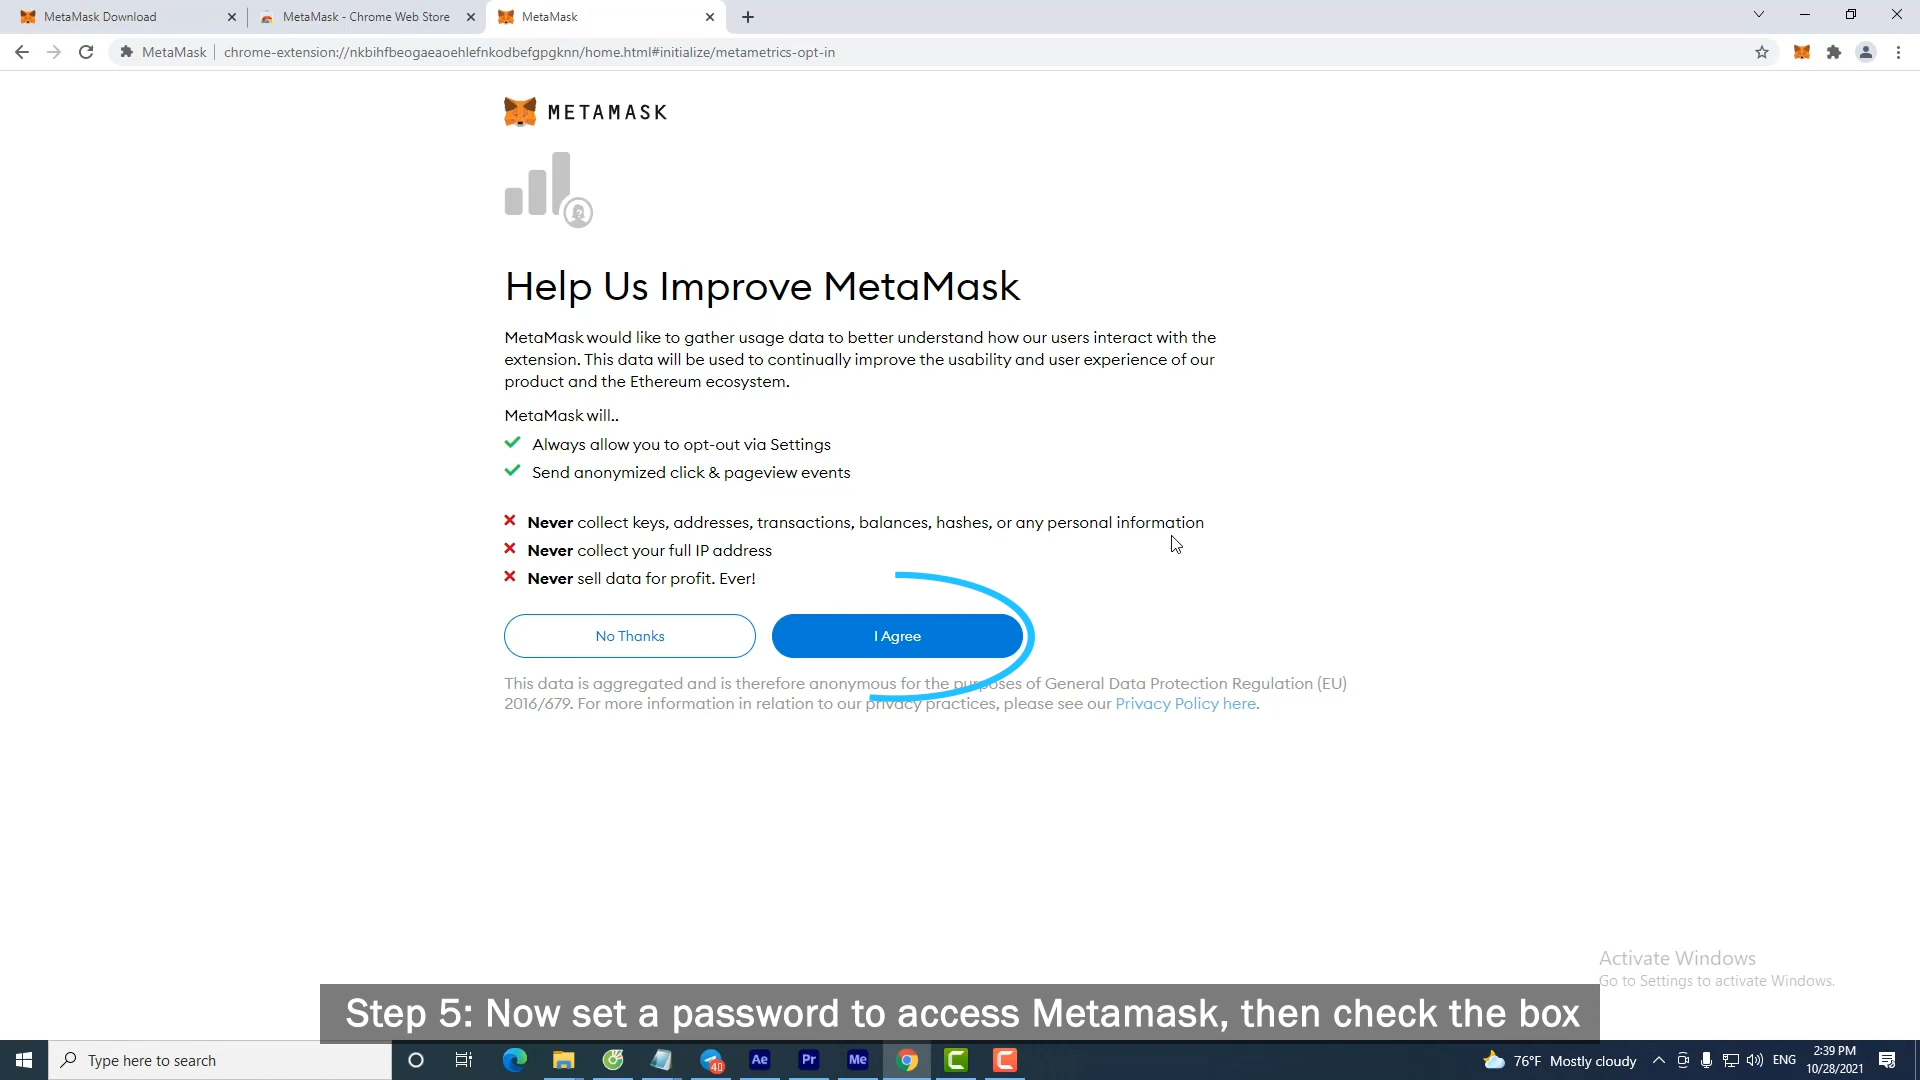 MetaMask Download
MetaMask - Chrome Web Store
MetaMask
MetaMask
chrome-extension://nkbihfbeogaeaoehlefnkodbefgpgknn/home.html#initialize/metametrics-opt-in
METAMASK
Help Us Improve MetaMask
MetaMask would like to gather usage data to better understand how our users interact with the
extension. This data will be used to continually improve the usability and user experience of our
product and the Ethereum ecosystem.
MetaMask will..
Always allow you to opt-out via Settings
Send anonymized click & pageview events
Never collect keys, addresses, transactions, balances, hashes, or any personal information
Never collect your full IP address
Never sell data for profit. Ever!
No Thanks
I Agree
This data is aggregated and is therefore anonymous for the purposes of General Data Protection Regulation (EU)
2016/679. For more information in relation to our privacy practices, please see our Privacy Policy here.
Activate Windows
Go to Settings to activate Windows.
Step 5: Now set a password to access Metamask, then check the box
Type here to search
40
Ae
Pr
Me
76°F Mostly cloudy
ENG
2:39 PM
10/28/2021